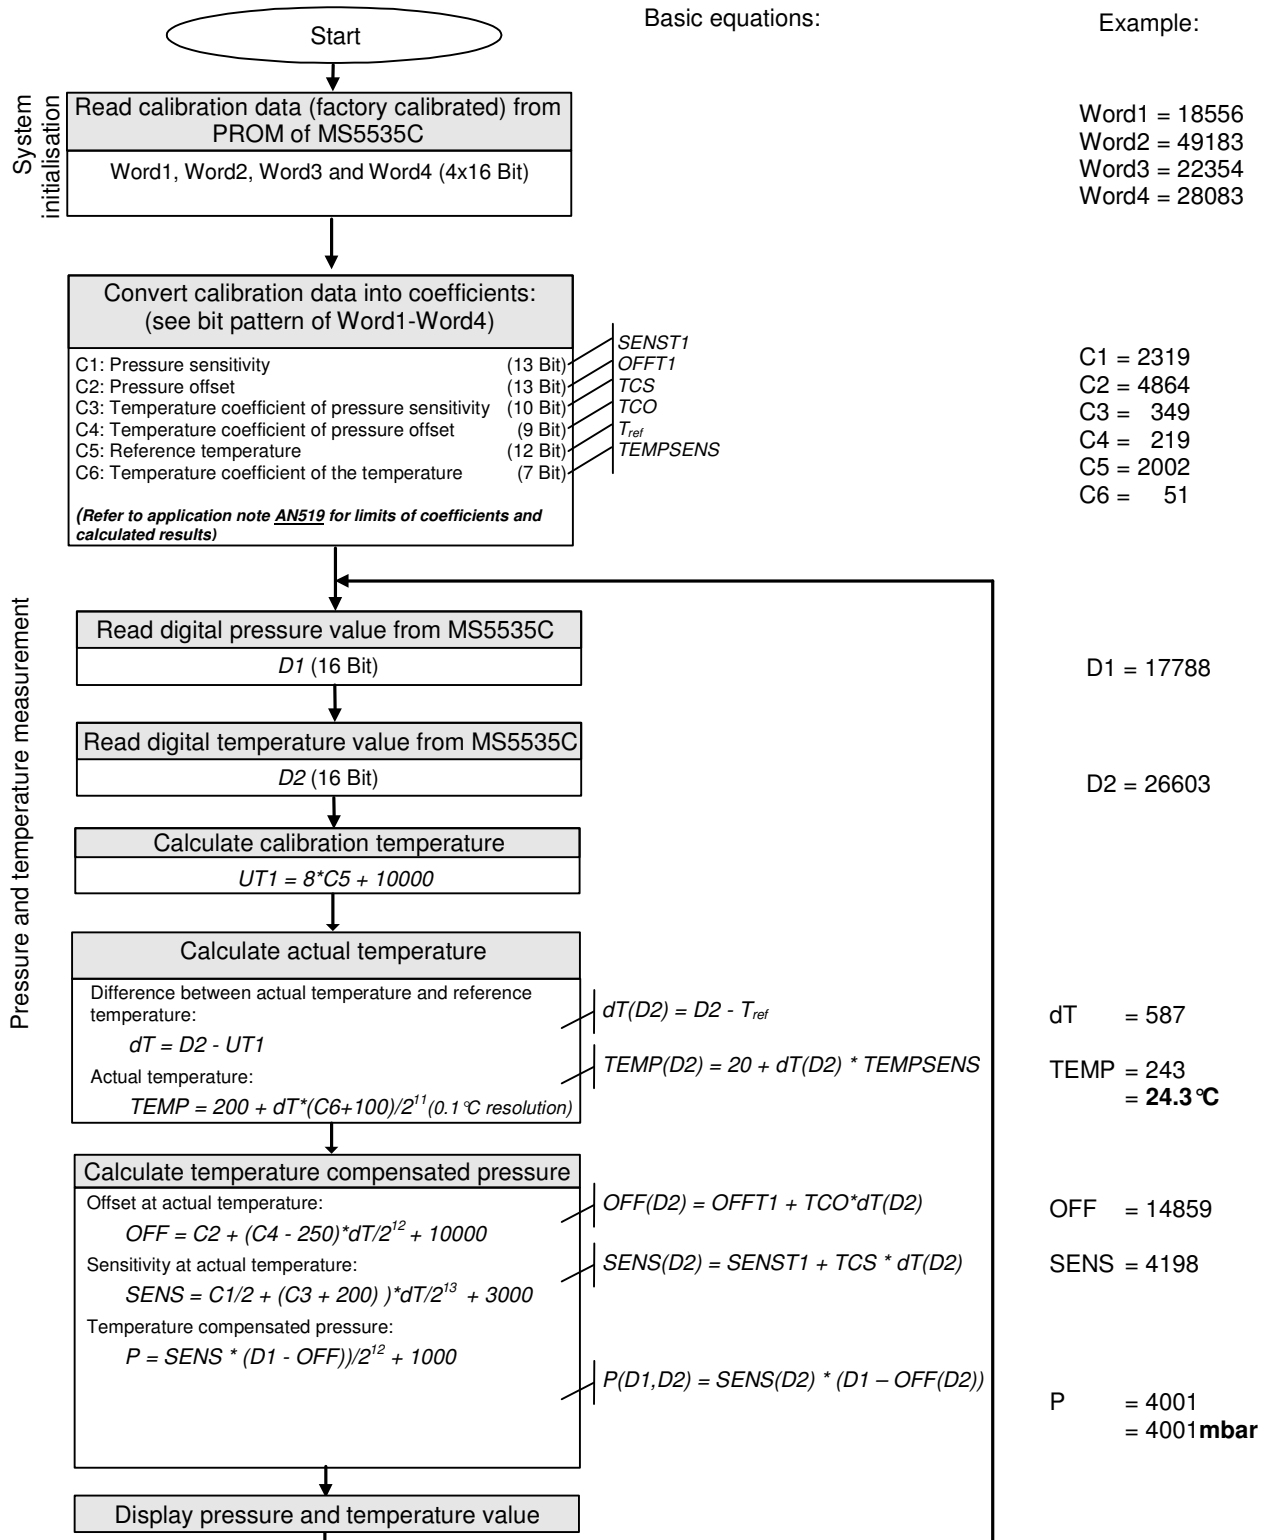 Basic equations:
Example:
Start
System
initialisation
Read calibration data (factory calibrated) from
PROM of MS5535C
Word1, Word2, Word3 and Word4 (4x16 Bit)
Word1 = 18556
Word2 = 49183
Word3 = 22354
Word4 = 28083
Convert calibration data into coefficients:
(see bit pattern of Word1-Word4)
C1: Pressure sensitivity (13 Bit) SENST1
C2: Pressure offset (13 Bit) OFFT1
C3: Temperature coefficient of pressure sensitivity (10 Bit) TCS
C4: Temperature coefficient of pressure offset (9 Bit) TCO
C5: Reference temperature (12 Bit) Tref
C6: Temperature coefficient of the temperature (7 Bit) TEMPSENS
(Refer to application note AN519 for limits of coefficients and
calculated results)
C1 = 2319
C2 = 4864
C3 = 349
C4 = 219
C5 = 2002
C6 = 51
Pressure and temperature measurement
Read digital pressure value from MS5535C
D1 (16 Bit)
D1 = 17788
Read digital temperature value from MS5535C
D2 (16 Bit)
D2 = 26603
Calculate calibration temperature
UT1 = 8*C5 + 10000
Calculate actual temperature
Difference between actual temperature and reference
temperature:
dT = D2 - UT1
dT(D2) = D2 - Tref
dT = 587
Actual temperature:
TEMP = 200 + dT*(C6+100)/2^11(0.1°C resolution)
TEMP(D2) = 20 + dT(D2) * TEMPSENS
TEMP = 243
= 24.3°C
Calculate temperature compensated pressure
Offset at actual temperature:
OFF = C2 + (C4 - 250)*dT/2^12 + 10000
OFF(D2) = OFFT1 + TCO*dT(D2)
OFF = 14859
Sensitivity at actual temperature:
SENS = C1/2 + (C3 + 200) )*dT/2^13 + 3000
SENS(D2) = SENST1 + TCS * dT(D2)
SENS = 4198
Temperature compensated pressure:
P = SENS * (D1 - OFF))/2^12 + 1000
P(D1,D2) = SENS(D2) * (D1 – OFF(D2))
P = 4001
= 4001mbar
Display pressure and temperature value